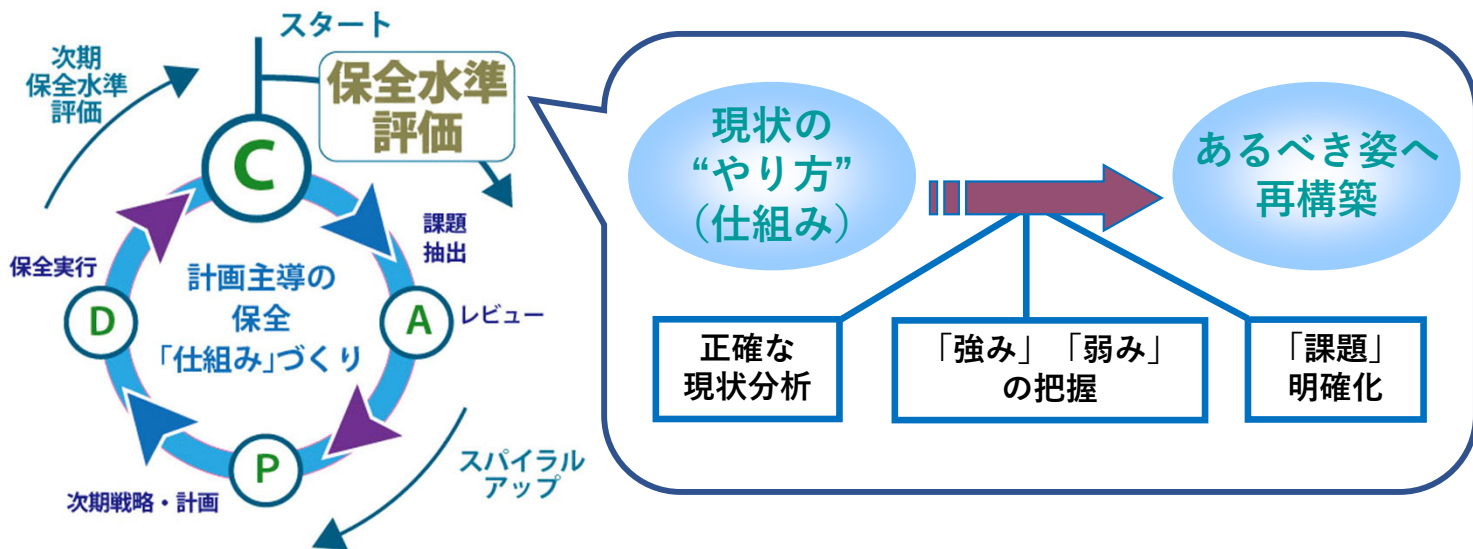 スタート
次期
保全水準
評価
保全水準
評価
C
課題
抽出
保全実行
計画主導の
保全
「仕組み」づくり
D
A
レビュー
P
スパイラル
アップ
次期戦略・計画
現状の
“やり方”
（仕組み）
あるべき姿へ
再構築
正確な
現状分析
「強み」「弱み」
の把握
「課題」
明確化